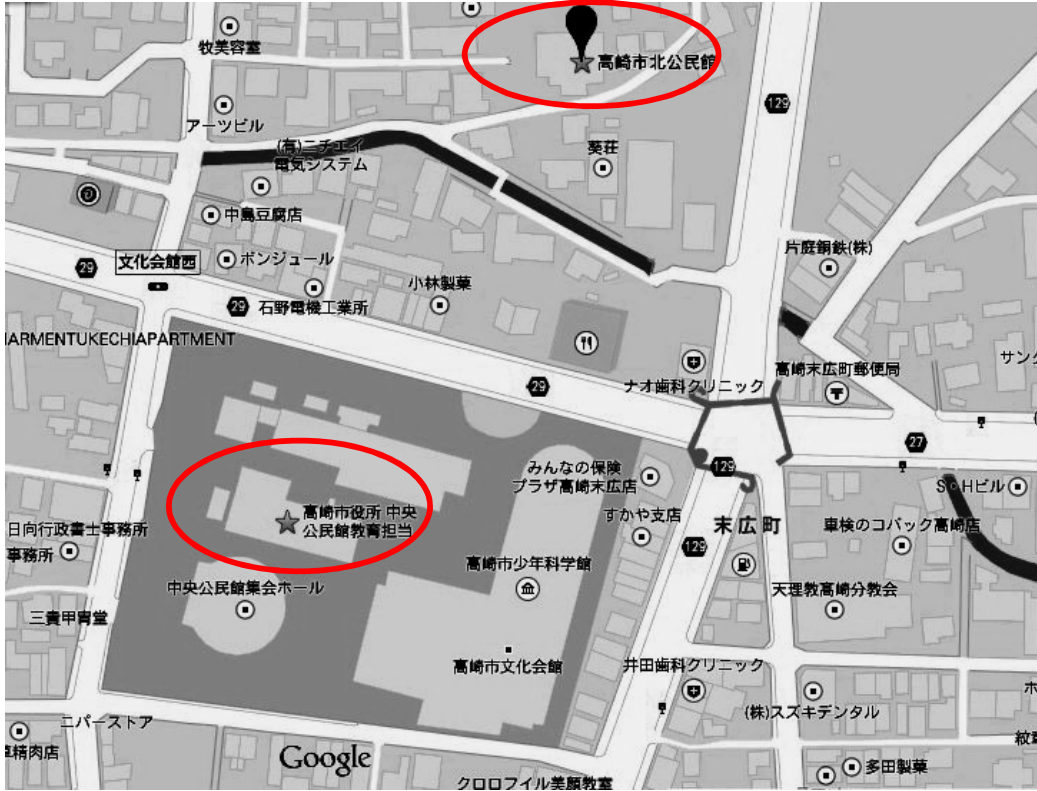 牧美容室
高崎市北公民館
129
アーツビル
(有)ニチエイ
電気システム
葵荘
中島豆腐店
片庭鋼鉄(株)
文化会館西
29
ボンジュール
小林製菓
29
石野電機工業所
HARMENTUKECHIAPARTMENT
サン
高崎末広町郵便局
29
ナオ歯科クリニック
27
みんなの保険
プラザ高崎末広店
129
S・Hビル
高崎市役所 中央
公民館教育担当
すかや支店
末広町
車検のコバック高崎店
日向行政書士事務所
事務所
129
高崎市少年科学館
中央公民館集会ホール
天理教高崎分教会
三貴甲冑堂
高崎市文化会館
井田歯科クリニック
ホ
(株)スズキデンタル
ニパーストア
精肉店
紋章
Google
多田製菓
クロロフイル美顔教室